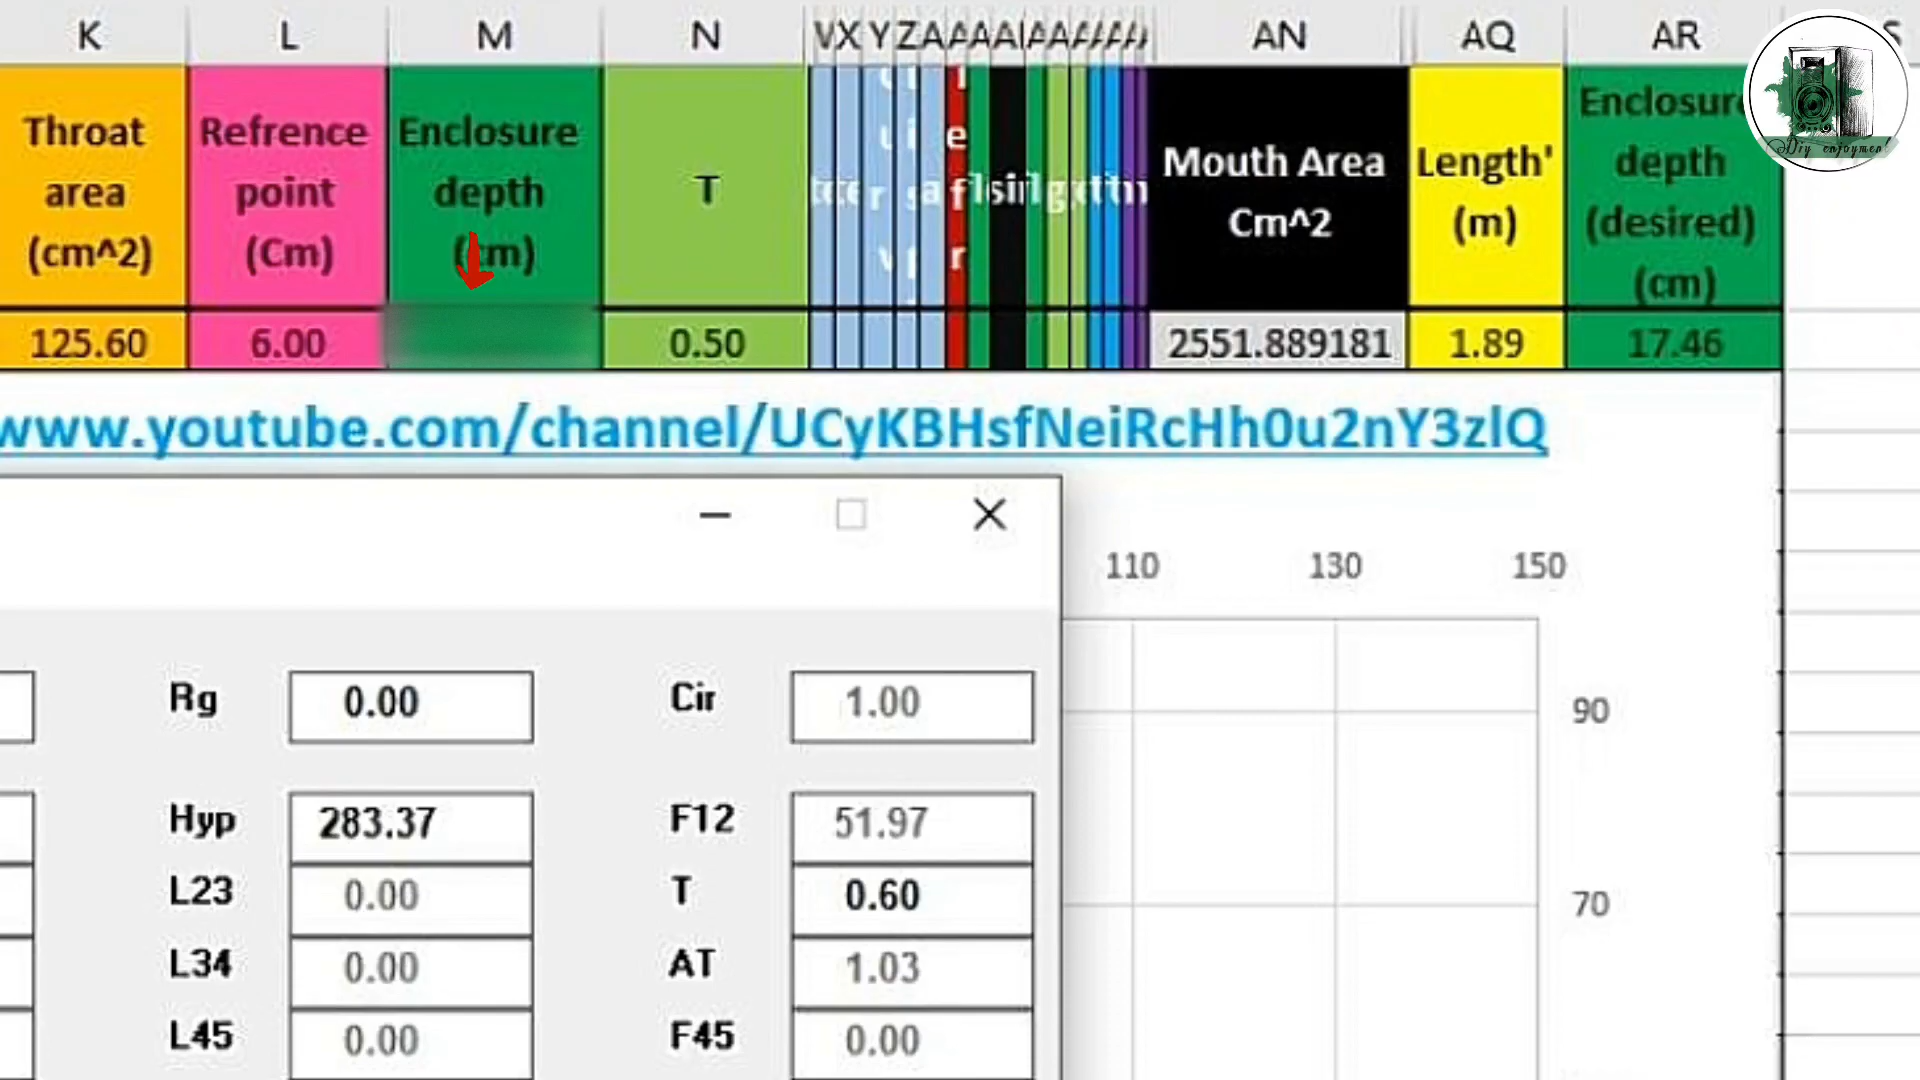 K L M N X Y Z AN AQ AR S
Throat area (cm^2)
Refrence point (Cm)
Enclosure depth
T
Mouth Area Cm^2
Length' (m)
depth (desired) (cm)
125.60 6.00 0.50 2551.889181 1.89 17.46
www.youtube.com/channel/UCyKBHsfNeiRcHh0u2nY3zlQ
110 130 150
Rg 0.00 Cir 1.00
90
Hyp 283.37 F12 51.97
L23 0.00 T 0.60
70
L34 0.00 AT 1.03
L45 0.00 F45 0.00
Diy enjoyment